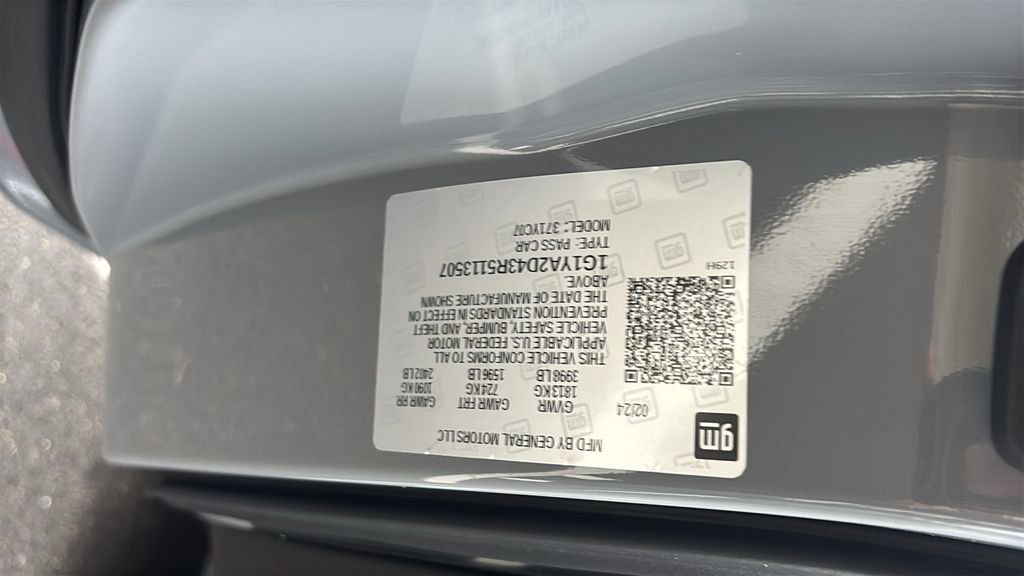 gm
MFD BY GENERAL MOTORS LLC
02/24
GVWR GAWR FRT GAWR RR
1813 KG 724 KG 1090 KG
3998 LB 1596 LB 2402 LB
THIS VEHICLE CONFORMS TO ALL
APPLICABLE U.S. FEDERAL MOTOR
VEHICLE SAFETY, BUMPER, AND THEFT
PREVENTION STANDARDS IN EFFECT ON
THE DATE OF MANUFACTURE SHOWN
ABOVE.
1G1YA2D43R5113507
TYPE: PASS CAR
MODEL: 371YC07
129H